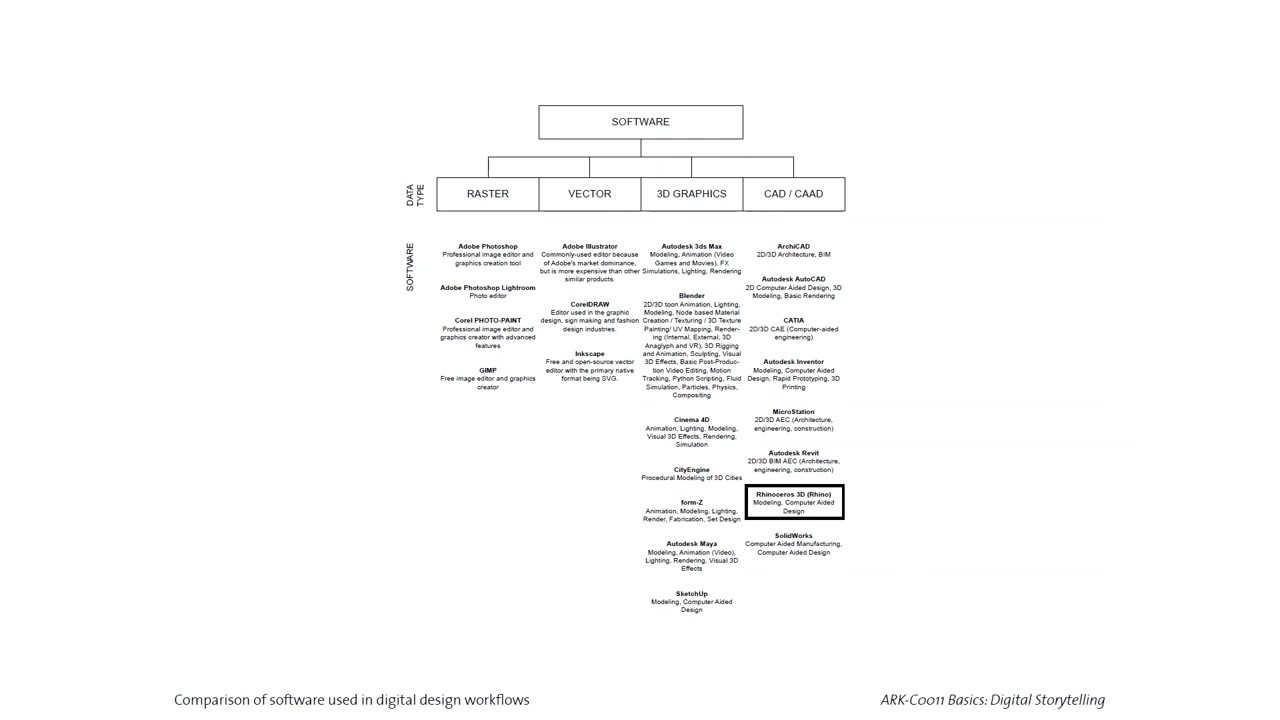 SOFTWARE
DATA
TYPE
RASTER
VECTOR
3D GRAPHICS
CAD / CAAD
SOFTWARE
Adobe Photoshop
Professional image editor and
graphics creation tool
Adobe Photoshop Lightroom
Photo editor
Corel PHOTO-PAINT
Professional image editor and
graphics creator with advanced
features
GIMP
Free image editor and graphics
creator
Adobe Illustrator
Commonly-used editor because
of Adobe's market dominance,
but is more expensive than other
similar products.
CorelDRAW
Editor used in the graphic
design, sign making and fashion
design industries.
Inkscape
Free and open-source vector
editor with the primary native
format being SVG.
Autodesk 3ds Max
Modeling, Animation (Video
Games and Movies), FX
Simulations, Lighting, Rendering
Blender
2D/3D toon Animation, Lighting,
Modeling, Node based Material
Creation / Texturing / 3D Texture
Painting/ UV Mapping, Render-
ing (Internal, External, 3D
Anaglyph and VR), 3D Rigging
and Animation, Sculpting, Visual
3D Effects, Basic Post-Produc-
tion Video Editing, Motion
Tracking, Python Scripting, Fluid
Simulation, Particles, Physics,
Compositing
Cinema 4D
Animation, Lighting, Modeling,
Visual 3D Effects, Rendering,
Simulation
CityEngine
Procedural Modeling of 3D Cities
form-Z
Animation, Modeling, Lighting,
Render, Fabrication, Set Design
Autodesk Maya
Modeling, Animation (Video),
Lighting, Rendering, Visual 3D
Effects
SketchUp
Modeling, Computer Aided
Design
ArchiCAD
2D/3D Architecture, BIM
Autodesk AutoCAD
2D Computer Aided Design, 3D
Modeling, Basic Rendering
CATIA
2D/3D CAE (Computer-aided
engineering)
Autodesk Inventor
Modeling, Computer Aided
Design, Rapid Prototyping, 3D
Printing
MicroStation
2D/3D AEC (Architecture,
engineering, construction)
Autodesk Revit
2D/3D BIM AEC (Architecture,
engineering, construction)
Rhinoceros 3D (Rhino)
Modeling, Computer Aided
Design
SolidWorks
Computer Aided Manufacturing,
Computer Aided Design
Comparison of software used in digital design workflows
ARK-C0011 Basics: Digital Storytelling